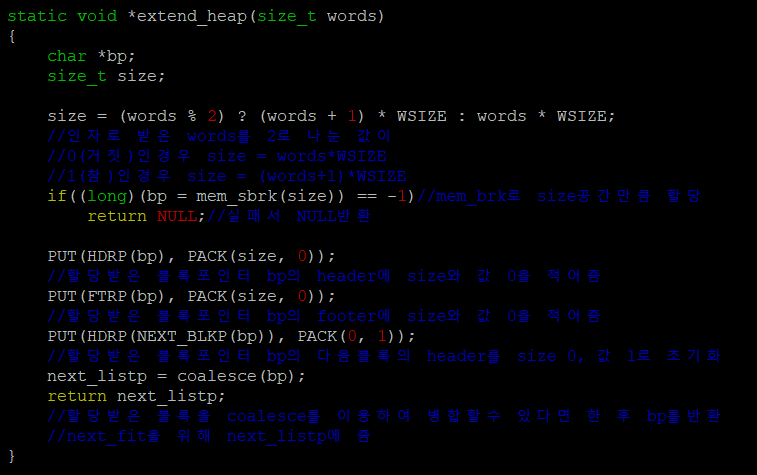 static void *extend_heap(size_t words)
{
    char *bp;
    size_t size;

    size = (words % 2) ? (words + 1) * WSIZE : words * WSIZE;
    //인자로 받은 words를 2로 나눈 값이
    //0(거짓)인경우 size = words*WSIZE
    //1(참)인경우 size = (words+1)*WSIZE
    if((long)(bp = mem_sbrk(size)) == -1)//mem_brk로 size공간만큼 할당
        return NULL;//실패시 NULL반환

    PUT(HDRP(bp), PACK(size, 0));
    //할당받은 블록포인터 bp의 header에 size와 값 0을 찍어줌
    PUT(FTRP(bp), PACK(size, 0));
    //할당받은 블록포인터 bp의 footer에 size와 값 0을 찍어줌
    PUT(HDRP(NEXT_BLKP(bp)), PACK(0, 1));
    //할당받은 블록포인터 bp의 다음블록의 header를 size 0, 값 1로 초기화
    next_listp = coalesce(bp);
    return next_listp;
    //할당받은 블록을 coalesce를 이용하여 병합할수 있다면 한 후 bp를반환
    //next_fit을 위해 next_listp에 줌
}